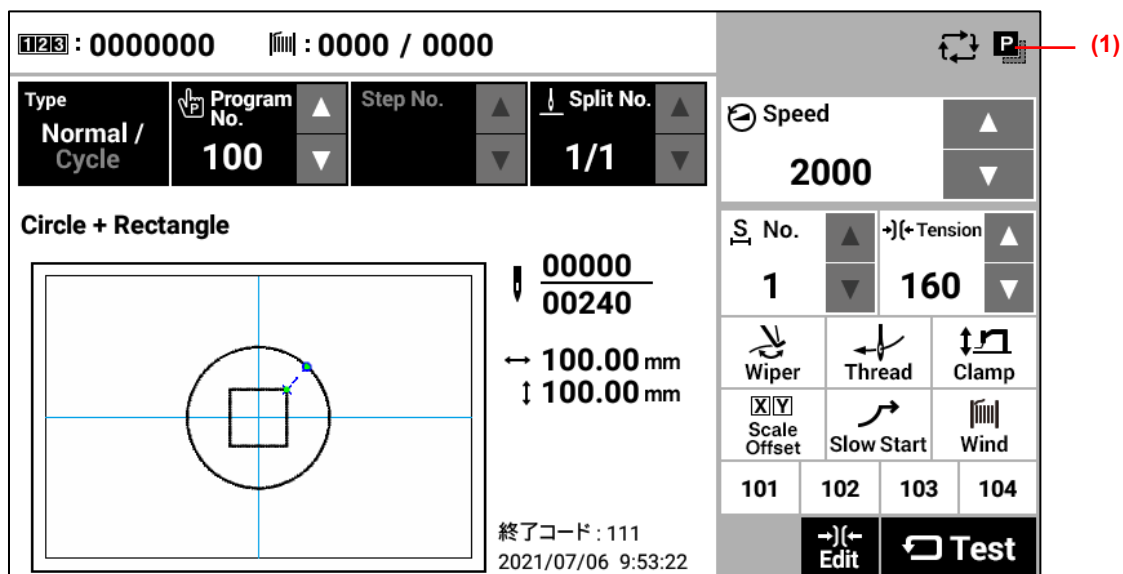 123 : 0000000 : 0000 / 0000
P (1)
Type
Normal /
Cycle
P Program
No.
100
Step No.
Split No.
1/1
Speed
2000
Circle + Rectangle
S No.
1
Tension
160
00000
00240
100.00 mm
100.00 mm
Wiper
Thread
Clamp
X Y
Scale
Offset
Slow Start
Wind
101 102 103 104
終了コード : 111
2021/07/06 9:53:22
Edit
Test